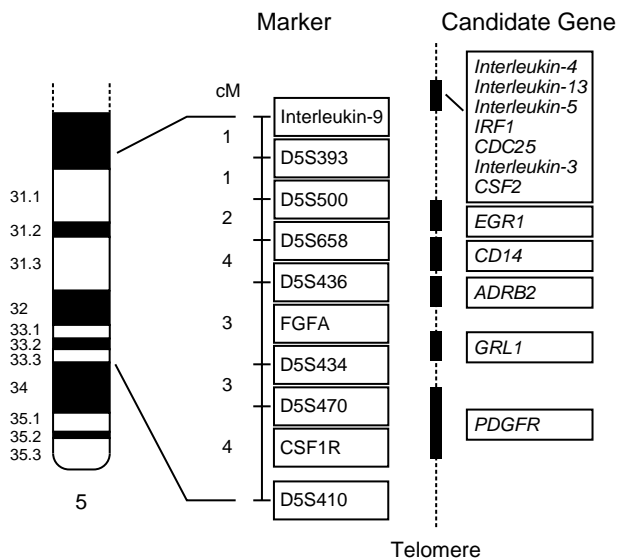 Marker
Candidate Gene
cM
31.1
31.2
31.3
32
33.1
33.2
33.3
34
35.1
35.2
35.3
5
1
1
2
4
3
3
4
Interleukin-9
D5S393
D5S500
D5S658
D5S436
FGFA
D5S434
D5S470
CSF1R
D5S410
Interleukin-4
Interleukin-13
Interleukin-5
IRF1
CDC25
Interleukin-3
CSF2
EGR1
CD14
ADRB2
GRL1
PDGFR
Telomere